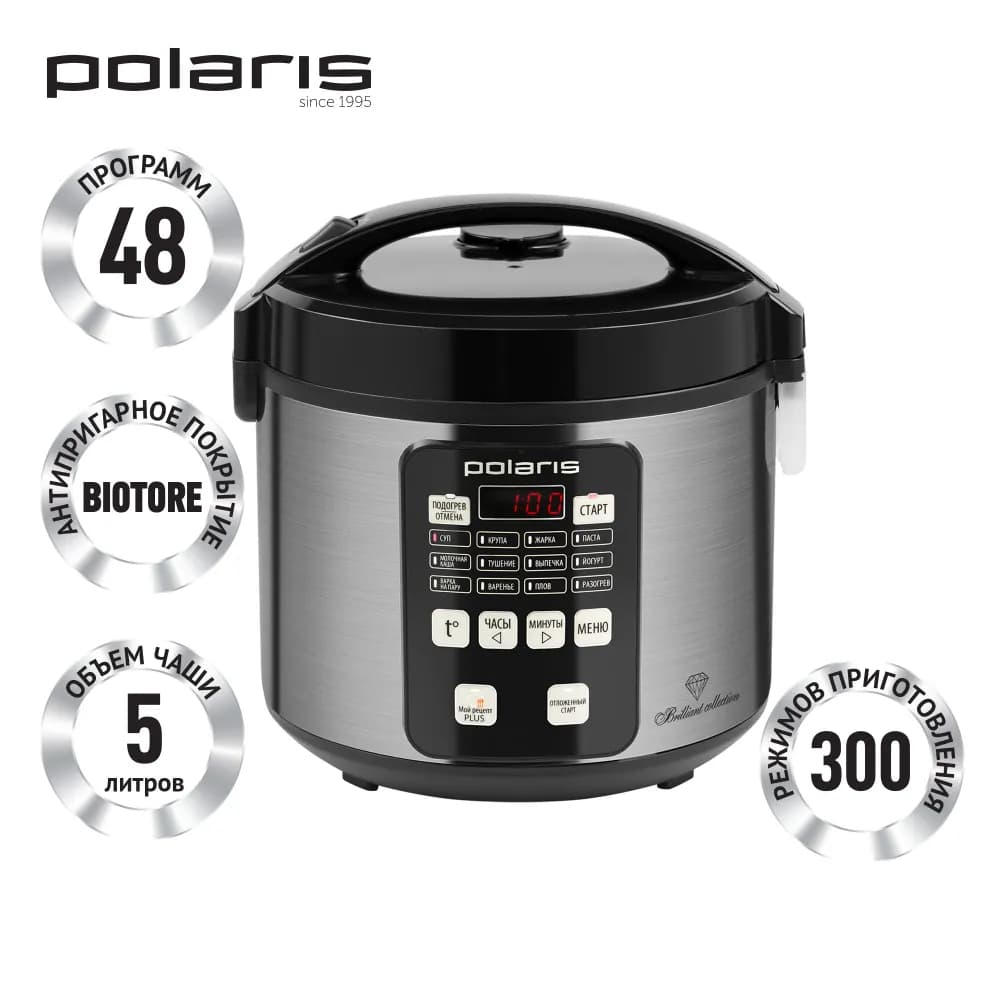 polaris
since 1995
ПРОГРАММ
48
АНТИПРИГАРНОЕ ПОКРЫТИЕ
BIOTORE
ОБЪЕМ ЧАШИ
5
литров
polaris
ПОДОГРЕВ
ОТМЕНА
1:00
СТАРТ
СУП
КРУПА
ЖАРКА
ПАСТА
МОЛОЧНАЯ
КАША
ТУШЕНИЕ
ВЫПЕЧКА
ЙОГУРТ
ВАРКА
НА ПАРУ
ВАРЕНЬЕ
ПЛОВ
РАЗОГРЕВ
t°
ЧАСЫ
МИНУТЫ
МЕНЮ
Мой рецепт
PLUS
ОТЛОЖЕННЫЙ
СТАРТ
Brilliant collection
РЕЖИМОВ ПРИГОТОВЛЕНИЯ
300